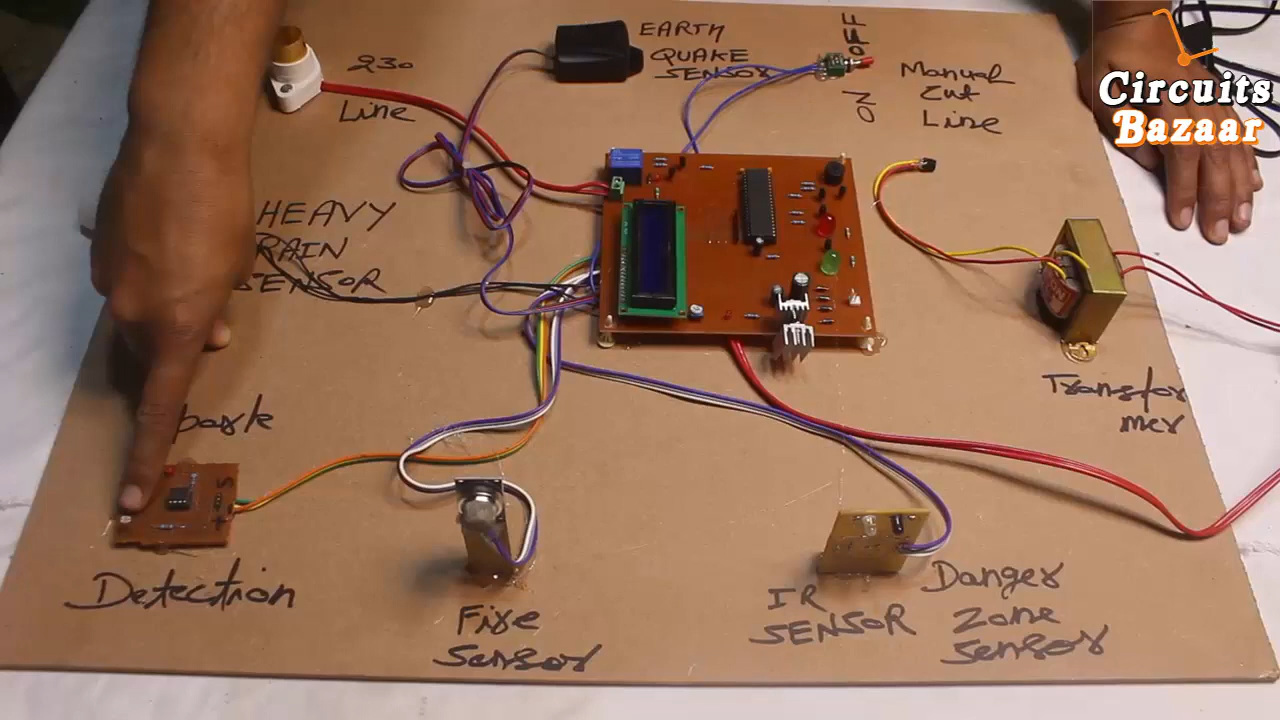 EARTH
QUAKE
SENSOR
OFF
ON
Manual
Cut
Line
Circuits
Bazaar
230
Line
HEAVY
RAIN
SENSOR
Transfor
mer
park
S
+
Detection
Fire
Sensor
IR
SENSOR
Danger
Zone
Sensor